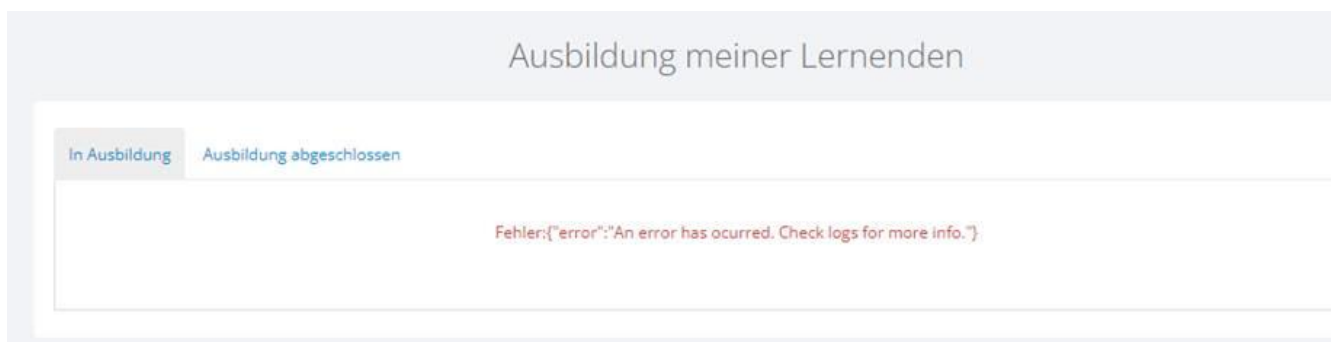 Ausbildung meiner Lernenden
In Ausbildung Ausbildung abgeschlossen
Fehler:{"error":"An error has ocurred. Check logs for more info."}